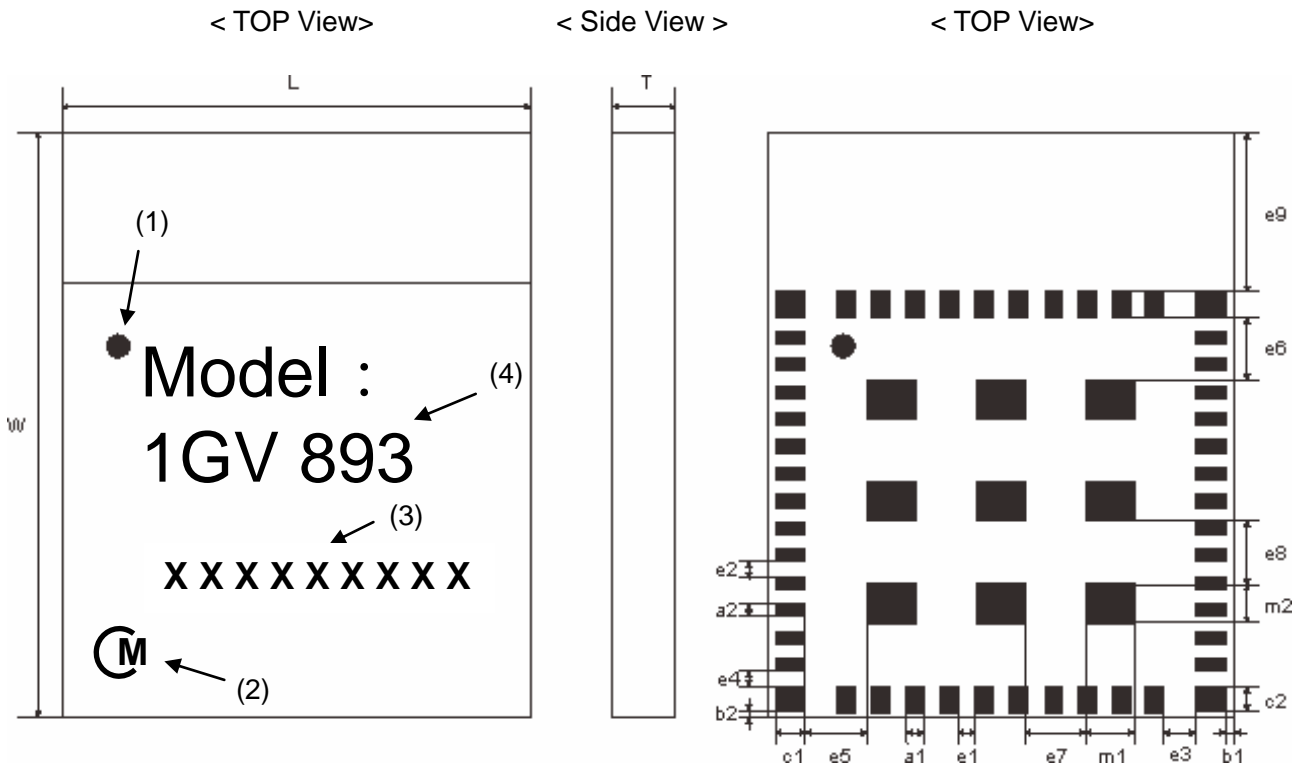 < TOP View> < Side View > < TOP View>
L T
(1)
e9
Model :
e6
(4)
W
1GV 893
(3)
e8
X X X X X X X X X
e2
a2
m2
M
(2)
e4
b2
c2
c1 e5 a1 e1 e7 m1 e3 b1